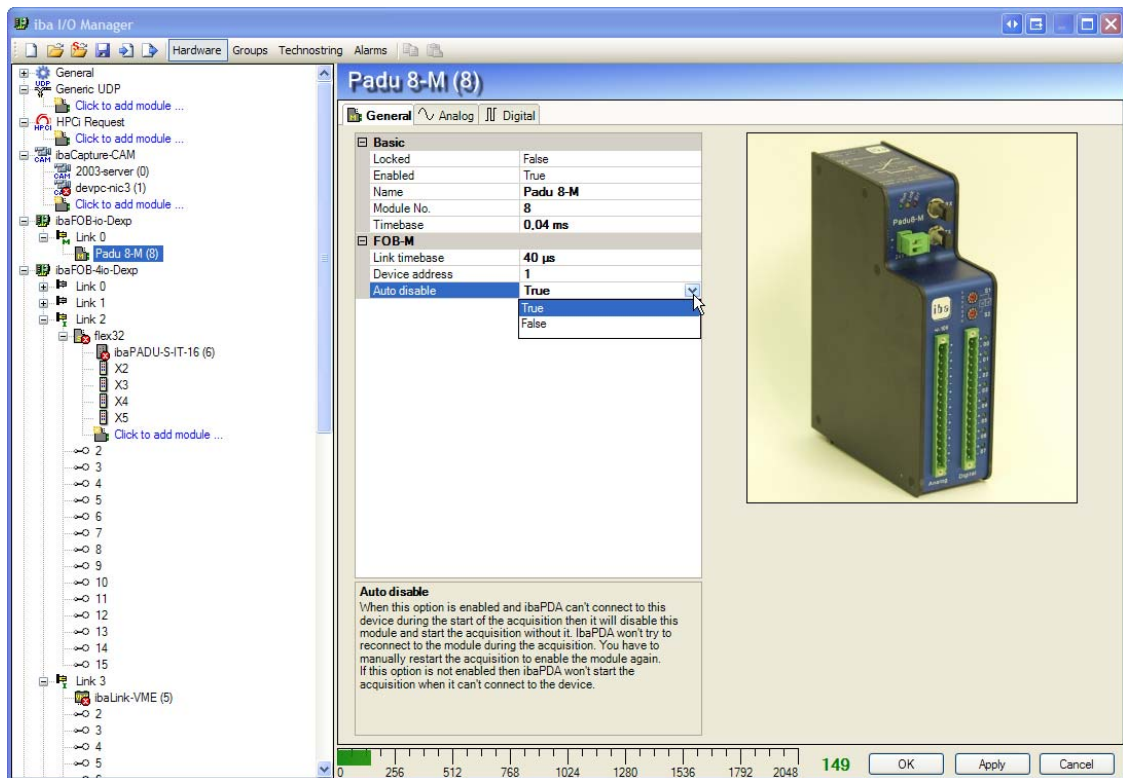 iba I/O Manager
Hardware Groups Technostring Alarms
General
Generic UDP
Click to add module ...
HPCi Request
Click to add module ...
ibaCapture-CAM
2003-server (0)
devpc-nic3 (1)
Click to add module ...
ibaFOB-io-Dexp
Link 0
Padu 8-M (8)
ibaFOB-4io-Dexp
Link 0
Link 1
Link 2
flex32
ibaPADU-S-IT-16 (6)
X2
X3
X4
X5
Click to add module ...
2
3
4
5
6
7
8
9
10
11
12
13
14
15
Link 3
ibaLink-VME (5)
2
3
4
5
Padu 8-M (8)
General Analog Digital
Basic
Locked False
Enabled True
Name Padu 8-M
Module No. 8
Timebase 0,04 ms
FOB-M
Link timebase 40 µs
Device address 1
Auto disable True
True
False
Padu8-M
iba
Analog Digital
Auto disable
When this option is enabled and ibaPDA can't connect to this
device during the start of the acquisition then it will disable this
module and start the acquisition without it. IbaPDA won't try to
reconnect to the module during the acquisition. You have to
manually restart the acquisition to enable the module again.
If this option is not enabled then ibaPDA won't start the
acquisition when it can't connect to the device.
0 256 512 768 1024 1280 1536 1792 2048
149 OK Apply Cancel